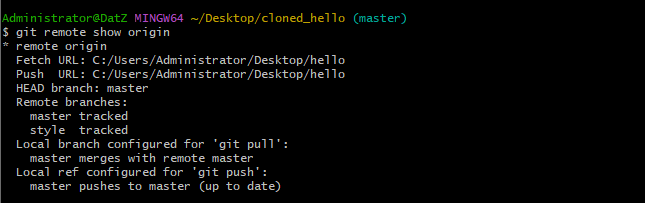 Administrator@DatZ MINGW64 ~/Desktop/cloned_hello (master)
$ git remote show origin
* remote origin
  Fetch URL: C:/Users/Administrator/Desktop/hello
  Push  URL: C:/Users/Administrator/Desktop/hello
  HEAD branch: master
  Remote branches:
    master tracked
    style  tracked
  Local branch configured for 'git pull':
    master merges with remote master
  Local ref configured for 'git push':
    master pushes to master (up to date)